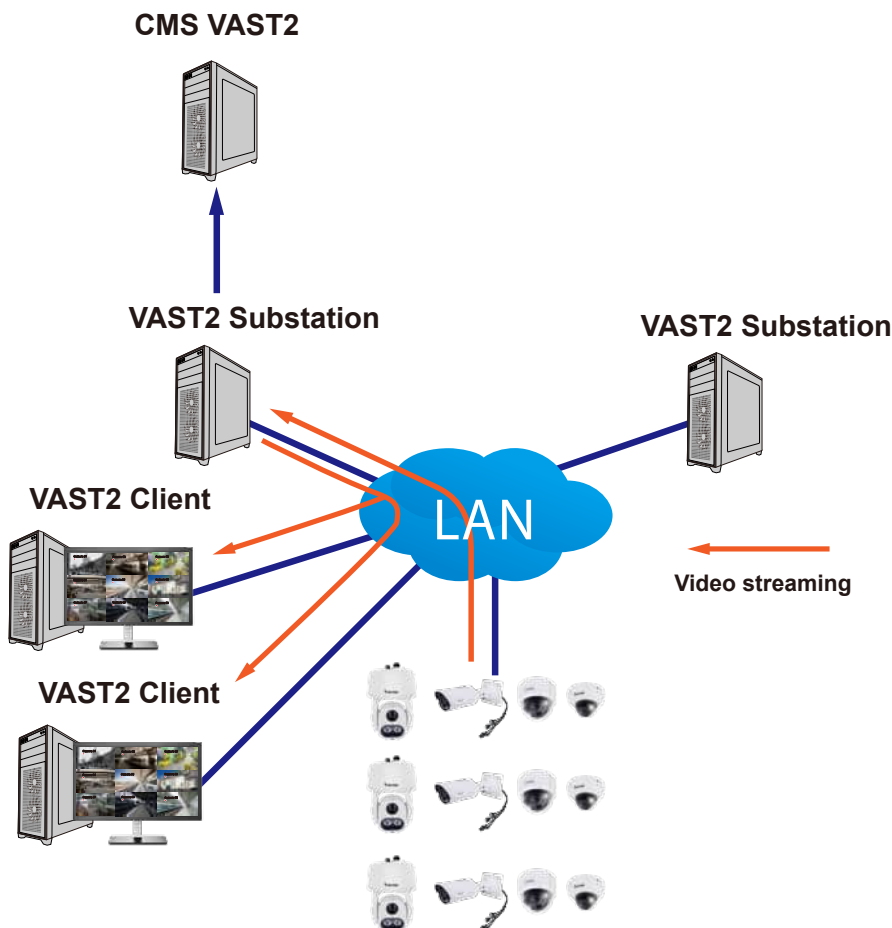 CMS VAST2
VAST2 Substation
VAST2 Substation
VAST2 Client
LAN
Video streaming
VAST2 Client